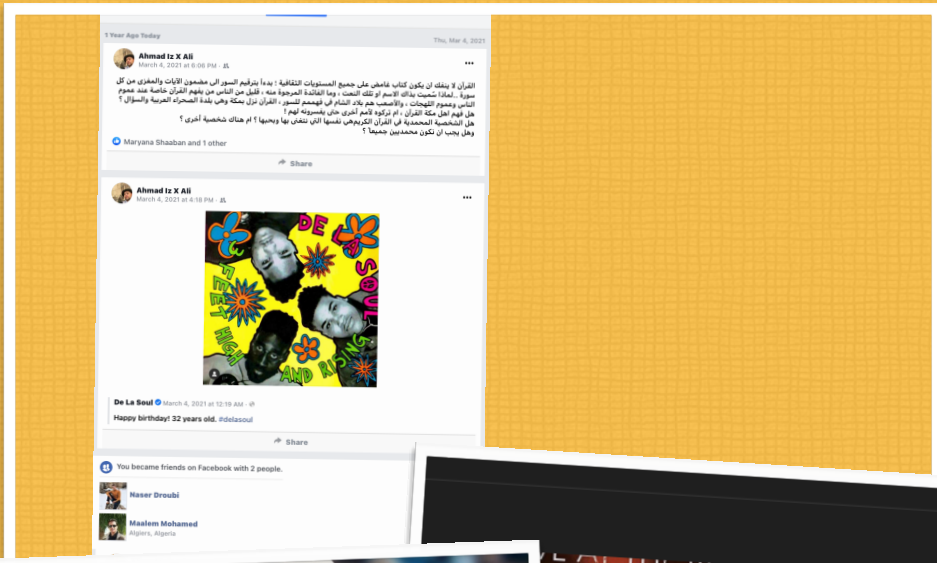 1 Year Ago Today
Thu, Mar 4, 2021
Ahmad Iz X Ali
March 4, 2021 at 6:06 PM
القرآن لا ينفك ان يكون كتاب غامض على جميع المستويات الثقافية ؛ بدءاً بترقيم السور الى مضمون الآيات والمغزى من كل
سورة ..لماذا سُميت بذاك الاسم او تلك النعت ، وما الفائدة المرجوة منه ، قليل من الناس من يفهم القرآن خاصة عند عموم
الناس وعموم اللهجات ، والأصعب هم بلاد الشام في فهممم للسور ، القرآن نزل بمكة وهي بلدة الصحراء العربية والسؤال ؟
هل فهم اهل مكة القرآن ، ام تركوه لأمم أخرى حتى يفسرونه لهم !
هل الشخصية المحمدية في القرآن الكريم‌هي نفسها التي نتغنى بها ويحبها ؟ ام هناك شخصية أخرى ؟
وهل يجب ان نكون محمديين جميعاً ؟
Maryana Shaaban and 1 other
Share
Ahmad Iz X Ali
March 4, 2021 at 4:18 PM
DE LA SOUL
3 FEET HIGH
AND RISING
De La Soul March 4, 2021 at 12:19 AM
Happy birthday! 32 years old. #delasoul
Share
You became friends on Facebook with 2 people.
Naser Droubi
Maalem Mohamed
Algiers, Algeria